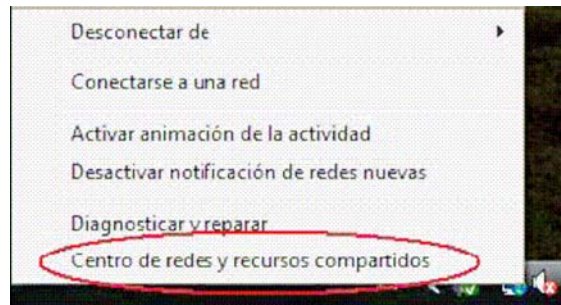 Desconectar de
Conectarse a una red
Activar animación de la actividad
Desactivar notificación de redes nuevas
Diagnosticar y reparar
Centro de redes y recursos compartidos